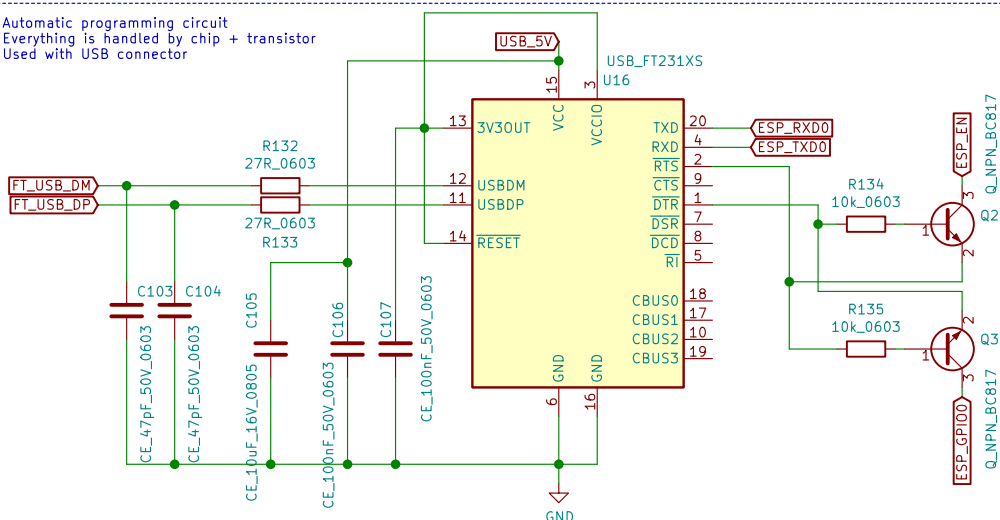 Automatic programming circuit
Everything is handled by chip + transistor
Used with USB connector
USB_5V
USB_FT231XS
U16
15
3
VCC
VCCIO
13
3V3OUT
TXD
20
ESP_RXD0
RXD
4
ESP_TXD0
RTS
2
R132
27R_0603
FT_USB_DM
12
USBDM
CTS
9
FT_USB_DP
11
USBDP
DTR
1
27R_0603
R133
DSR
7
14
RESET
DCD
8
RI
5
CBUS0
18
CBUS1
17
CBUS2
10
CBUS3
19
GND
GND
6
16
GND
C103
CE_47pF_50V_0603
C104
CE_47pF_50V_0603
C105
CE_10uF_16V_0805
C106
CE_100nF_50V_0603
C107
CE_100nF_50V_0603
R134
10k_0603
ESP_EN
Q_NPN_BC817
3
Q2
1
2
R135
10k_0603
2
Q3
1
3
ESP_GPIO0
Q_NPN_BC817